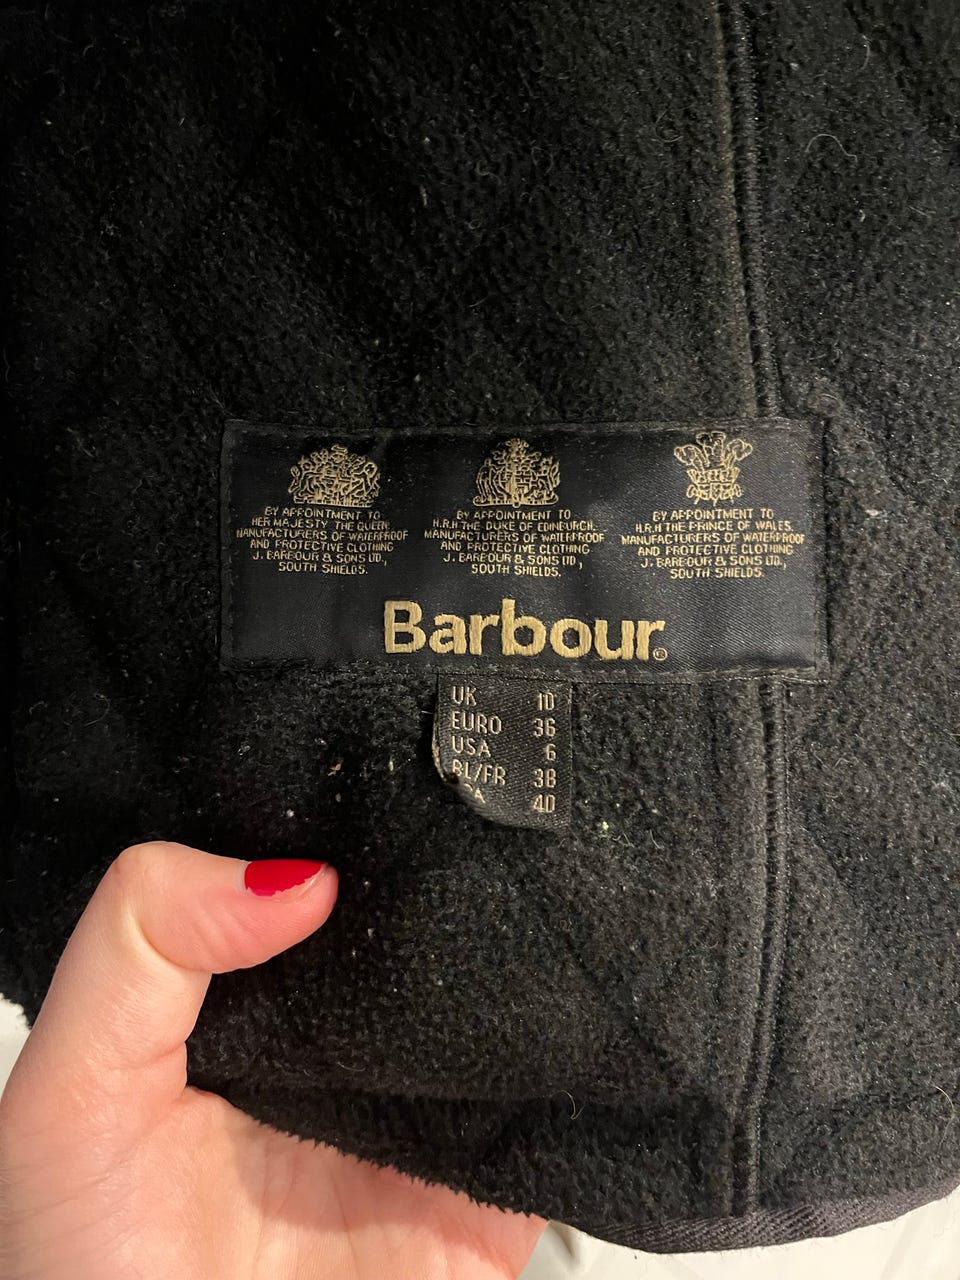 BY APPOINTMENT TO
HER MAJESTY THE QUEEN
MANUFACTURERS OF WATERPROOF
AND PROTECTIVE CLOTHING
J. BARBOUR & SONS LTD.,
SOUTH SHIELDS.
BY APPOINTMENT TO
H.R.H THE DUKE OF EDINBURGH.
MANUFACTURERS OF WATERPROOF
AND PROTECTIVE CLOTHING
J. BARBOUR & SONS LTD.,
SOUTH SHIELDS.
BY APPOINTMENT TO
H.R.H THE PRINCE OF WALES.
MANUFACTURERS OF WATERPROOF
AND PROTECTIVE CLOTHING
J. BARBOUR & SONS LTD.,
SOUTH SHIELDS.
Barbour®
UK 10
EURO 36
USA 6
BL/FR 38
40